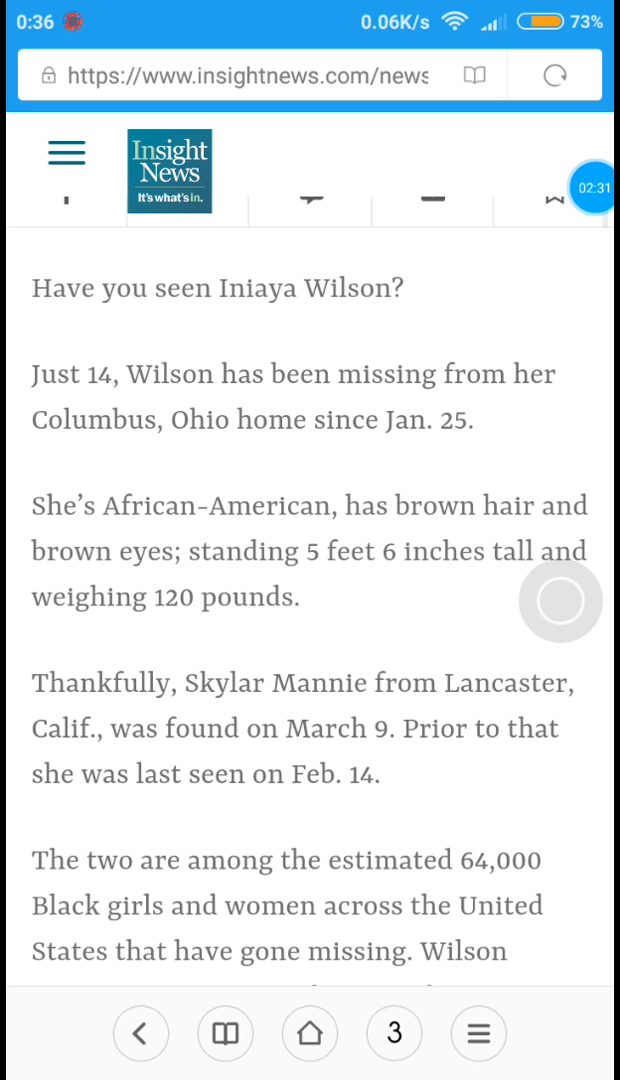 0:36 0.06K/s 73%
https://www.insightnews.com/news
Insight
News
It's what's in.
02:31
Have you seen Iniaya Wilson?
Just 14, Wilson has been missing from her
Columbus, Ohio home since Jan. 25.
She’s African-American, has brown hair and
brown eyes; standing 5 feet 6 inches tall and
weighing 120 pounds.
Thankfully, Skylar Mannie from Lancaster,
Calif., was found on March 9. Prior to that
she was last seen on Feb. 14.
The two are among the estimated 64,000
Black girls and women across the United
States that have gone missing. Wilson
3